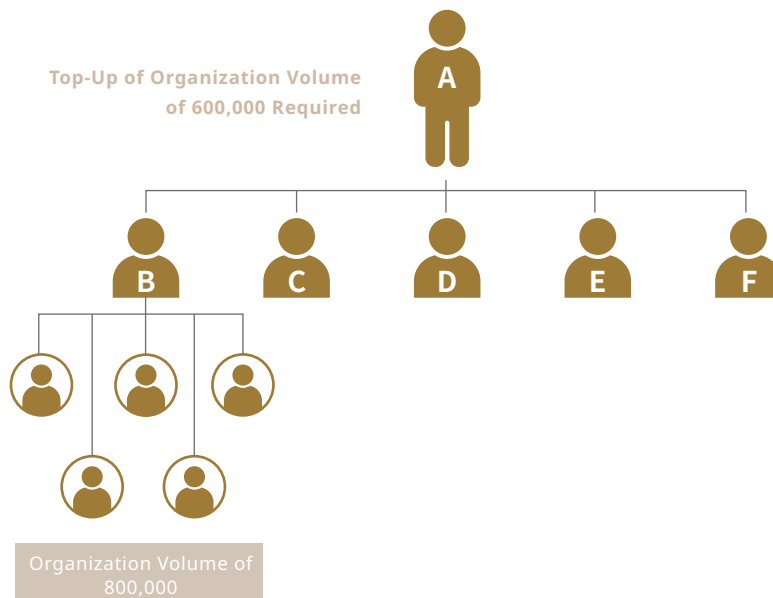 Top-Up of Organization Volume
of 600,000 Required
A
B
C
D
E
F
Organization Volume of
800,000